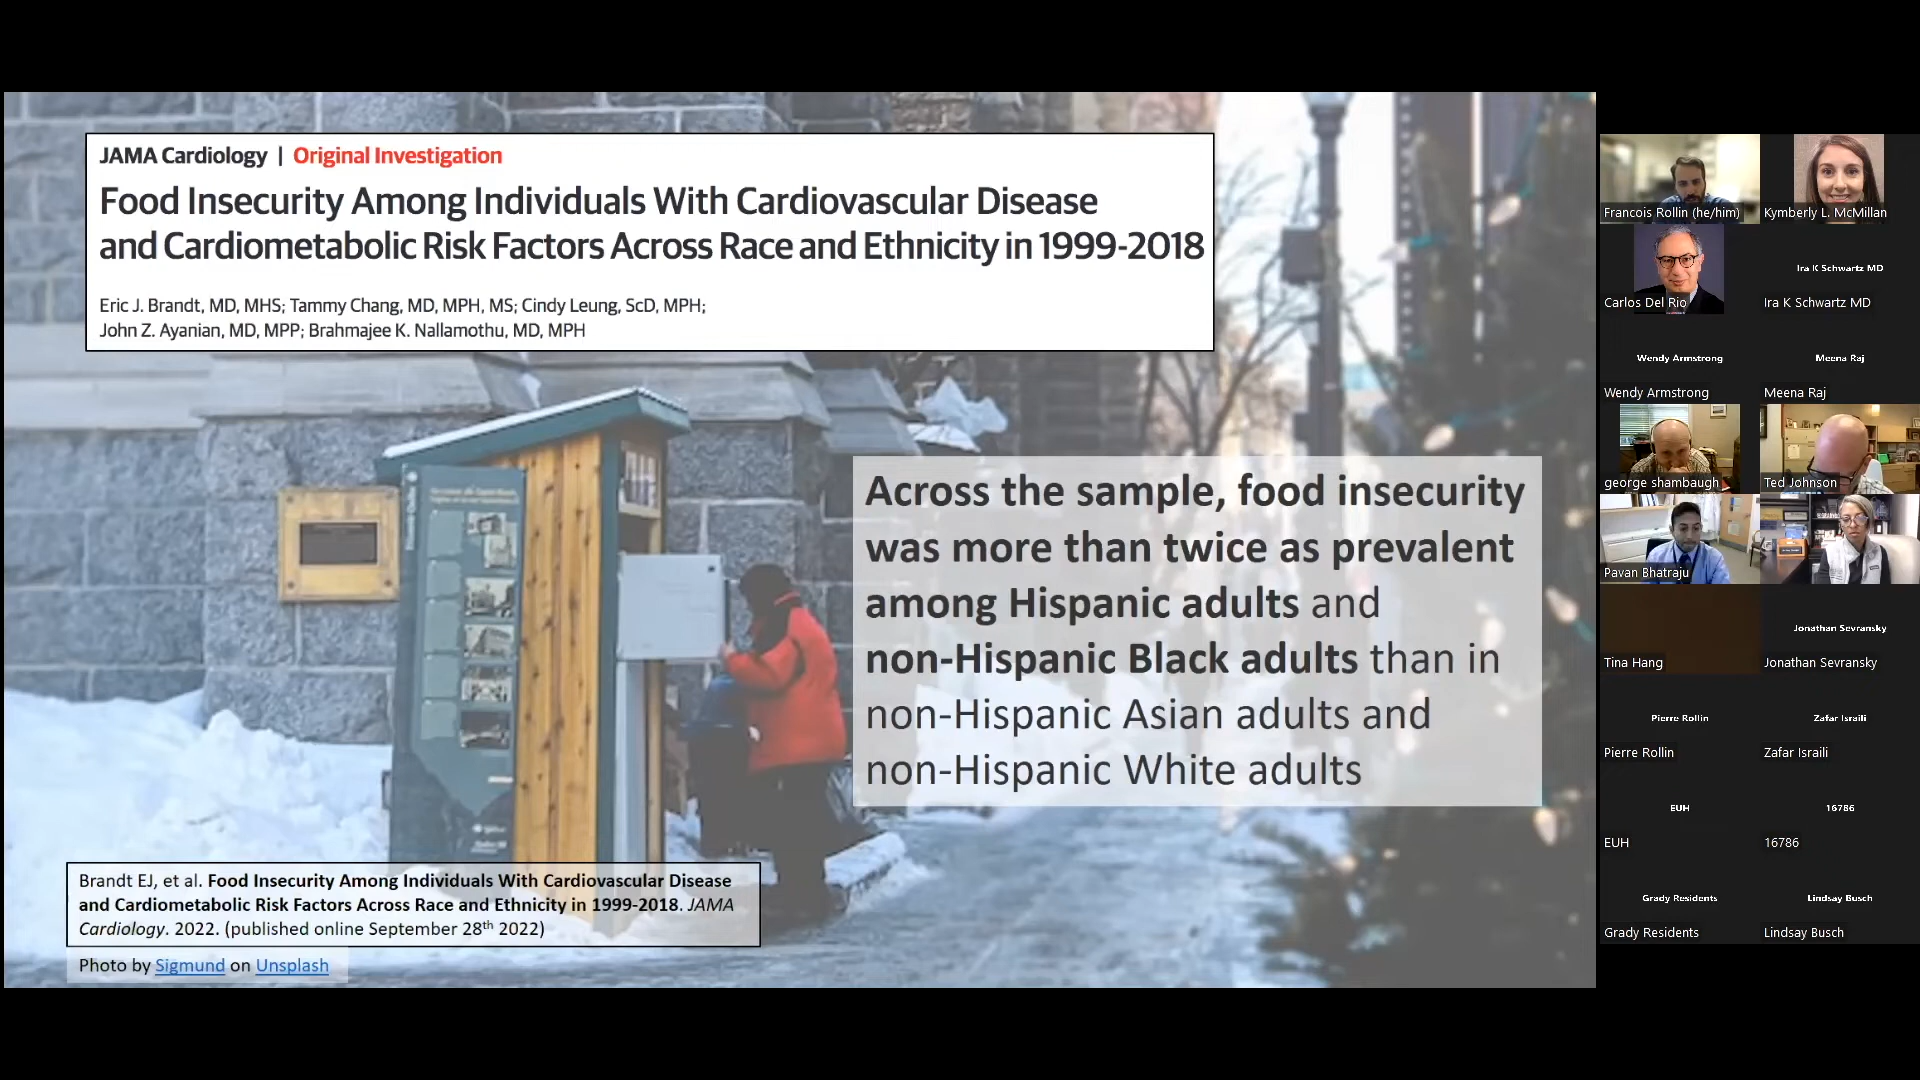 JAMA Cardiology | Original Investigation
Food Insecurity Among Individuals With Cardiovascular Disease
and Cardiometabolic Risk Factors Across Race and Ethnicity in 1999-2018
Eric J. Brandt, MD, MHS; Tammy Chang, MD, MPH, MS; Cindy Leung, ScD, MPH;
John Z. Ayanian, MD, MPP; Brahmajee K. Nallamothu, MD, MPH
Across the sample, food insecurity
was more than twice as prevalent
among Hispanic adults and
non-Hispanic Black adults than in
non-Hispanic Asian adults and
non-Hispanic White adults
Brandt EJ, et al. Food Insecurity Among Individuals With Cardiovascular Disease
and Cardiometabolic Risk Factors Across Race and Ethnicity in 1999-2018. JAMA
Cardiology. 2022. (published online September 28th 2022)
Photo by Sigmund on Unsplash
Francois Rollin (he/him)
Kymberly L. McMillan
Carlos Del Rio
Ira K Schwartz MD
Ira K Schwartz MD
Wendy Armstrong
Meena Raj
Wendy Armstrong
Meena Raj
george shambaugh
Ted Johnson
Pavan Bhatraju
Jonathan Sevransky
Tina Hang
Jonathan Sevransky
Pierre Rollin
Zafar Israili
Pierre Rollin
Zafar Israili
EUH
16786
EUH
16786
Grady Residents
Lindsay Busch
Grady Residents
Lindsay Busch